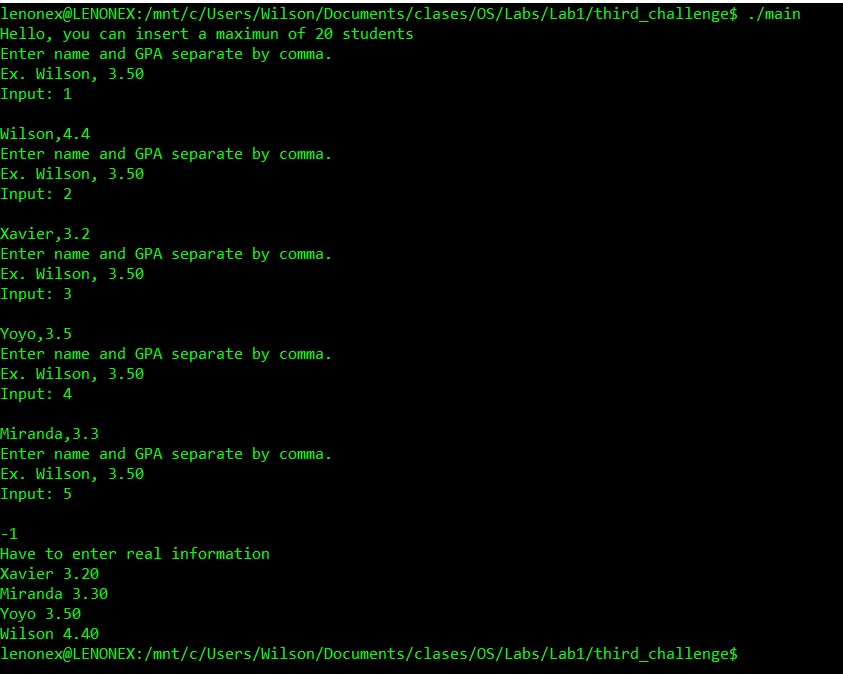 lenonex@LENONEX:/mnt/c/Users/Wilson/Documents/clases/OS/Labs/Lab1/third_challenge$ ./main
Hello, you can insert a maximun of 20 students
Enter name and GPA separate by comma.
Ex. Wilson, 3.50
Input: 1
Wilson,4.4
Enter name and GPA separate by comma.
Ex. Wilson, 3.50
Input: 2
Xavier,3.2
Enter name and GPA separate by comma.
Ex. Wilson, 3.50
Input: 3
Yoyo,3.5
Enter name and GPA separate by comma.
Ex. Wilson, 3.50
Input: 4
Miranda,3.3
Enter name and GPA separate by comma.
Ex. Wilson, 3.50
Input: 5
-1
Have to enter real information
Xavier 3.20
Miranda 3.30
Yoyo 3.50
Wilson 4.40
lenonex@LENONEX:/mnt/c/Users/Wilson/Documents/clases/OS/Labs/Lab1/third_challenge$